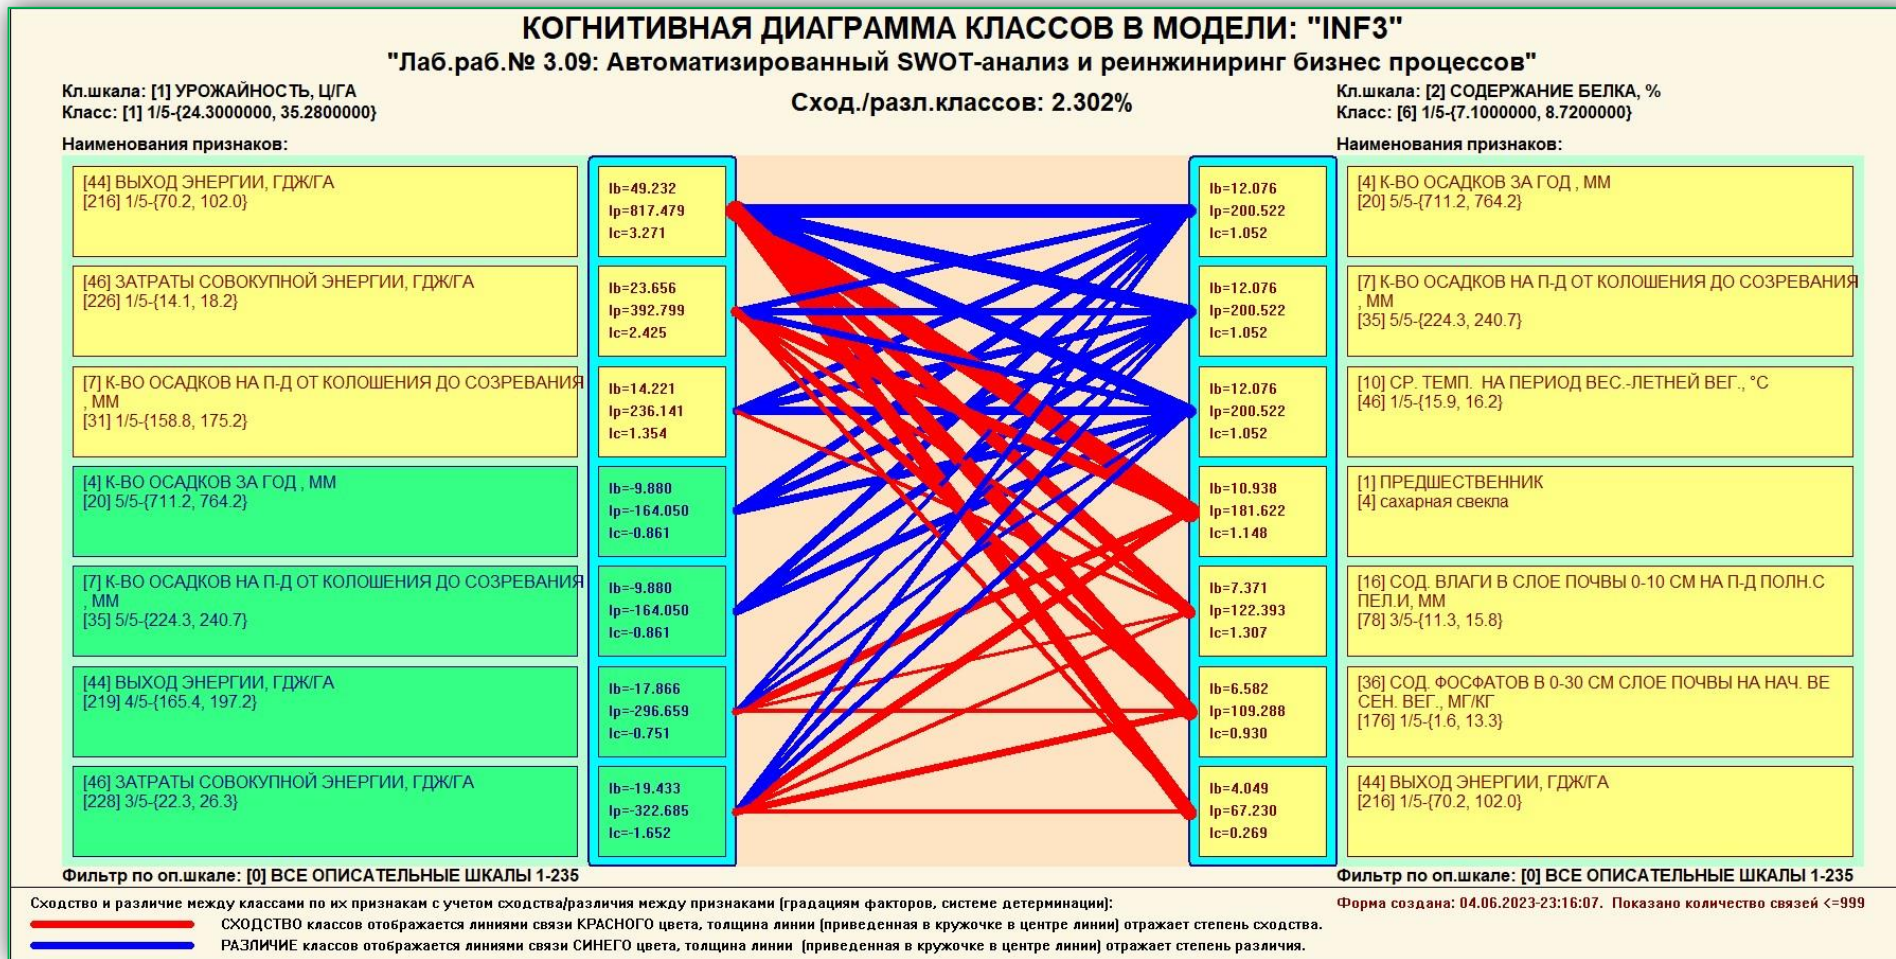 КОГНИТИВНАЯ ДИАГРАММА КЛАССОВ В МОДЕЛИ: "INF3"
"Лаб.раб.№ 3.09: Автоматизированный SWOT-анализ и реинжиниринг бизнес процессов"
Кл.шкала: [1] УРОЖАЙНОСТЬ, Ц/ГА
Класс: [1] 1/5-{24.3000000, 35.2800000}
Сход./разл.классов: 2.302%
Кл.шкала: [2] СОДЕРЖАНИЕ БЕЛКА, %
Класс: [6] 1/5-{7.1000000, 8.7200000}
Наименования признаков:
[44] ВЫХОД ЭНЕРГИИ, ГДЖ/ГА
[216] 1/5-{70.2, 102.0}
Ib=49.232
Ip=817.479
Ic=3.271
[46] ЗАТРАТЫ СОВОКУПНОЙ ЭНЕРГИИ, ГДЖ/ГА
[226] 1/5-{14.1, 18.2}
Ib=23.656
Ip=392.799
Ic=2.425
[7] К-ВО ОСАДКОВ НА П-Д ОТ КОЛОШЕНИЯ ДО СОЗРЕВАНИЯ
, ММ
[31] 1/5-{158.8, 175.2}
Ib=14.221
Ip=236.141
Ic=1.354
[4] К-ВО ОСАДКОВ ЗА ГОД , ММ
[20] 5/5-{711.2, 764.2}
Ib=-9.880
Ip=-164.050
Ic=-0.861
[7] К-ВО ОСАДКОВ НА П-Д ОТ КОЛОШЕНИЯ ДО СОЗРЕВАНИЯ
, ММ
[35] 5/5-{224.3, 240.7}
Ib=-9.880
Ip=-164.050
Ic=-0.861
[44] ВЫХОД ЭНЕРГИИ, ГДЖ/ГА
[219] 4/5-{165.4, 197.2}
Ib=-17.866
Ip=-296.659
Ic=-0.751
[46] ЗАТРАТЫ СОВОКУПНОЙ ЭНЕРГИИ, ГДЖ/ГА
[228] 3/5-{22.3, 26.3}
Ib=-19.433
Ip=-322.685
Ic=-1.652
Фильтр по оп.шкале: [0] ВСЕ ОПИСАТЕЛЬНЫЕ ШКАЛЫ 1-235
Наименования признаков:
Ib=12.076
Ip=200.522
Ic=1.052
[4] К-ВО ОСАДКОВ ЗА ГОД , ММ
[20] 5/5-{711.2, 764.2}
Ib=12.076
Ip=200.522
Ic=1.052
[7] К-ВО ОСАДКОВ НА П-Д ОТ КОЛОШЕНИЯ ДО СОЗРЕВАНИЯ
, ММ
[35] 5/5-{224.3, 240.7}
Ib=12.076
Ip=200.522
Ic=1.052
[10] СР. ТЕМП. НА ПЕРИОД ВЕС.-ЛЕТНЕЙ ВЕГ., °С
[46] 1/5-{15.9, 16.2}
Ib=10.938
Ip=181.622
Ic=1.148
[1] ПРЕДШЕСТВЕННИК
[4] сахарная свекла
Ib=7.371
Ip=122.393
Ic=1.307
[16] СОД. ВЛАГИ В СЛОЕ ПОЧВЫ 0-10 СМ НА П-Д ПОЛН.С
ПЕЛ.И, ММ
[78] 3/5-{11.3, 15.8}
Ib=6.582
Ip=109.288
Ic=0.930
[36] СОД. ФОСФАТОВ В 0-30 СМ СЛОЕ ПОЧВЫ НА НАЧ. ВЕ
СЕН. ВЕГ., МГ/КГ
[176] 1/5-{1.6, 13.3}
Ib=4.049
Ip=67.230
Ic=0.269
[44] ВЫХОД ЭНЕРГИИ, ГДЖ/ГА
[216] 1/5-{70.2, 102.0}
Фильтр по оп.шкале: [0] ВСЕ ОПИСАТЕЛЬНЫЕ ШКАЛЫ 1-235
Сходство и различие между классами по их признакам с учетом сходства/различия между признаками (градациям факторов, системе детерминации):
Форма создана: 04.06.2023-23:16:07. Показано количество связей <=999
СХОДСТВО классов отображается линиями связи КРАСНОГО цвета, толщина линии (приведенная в кружочке в центре линии) отражает степень сходства.
РАЗЛИЧИЕ классов отображается линиями связи СИНЕГО цвета, толщина линии (приведенная в кружочке в центре линии) отражает степень различия.